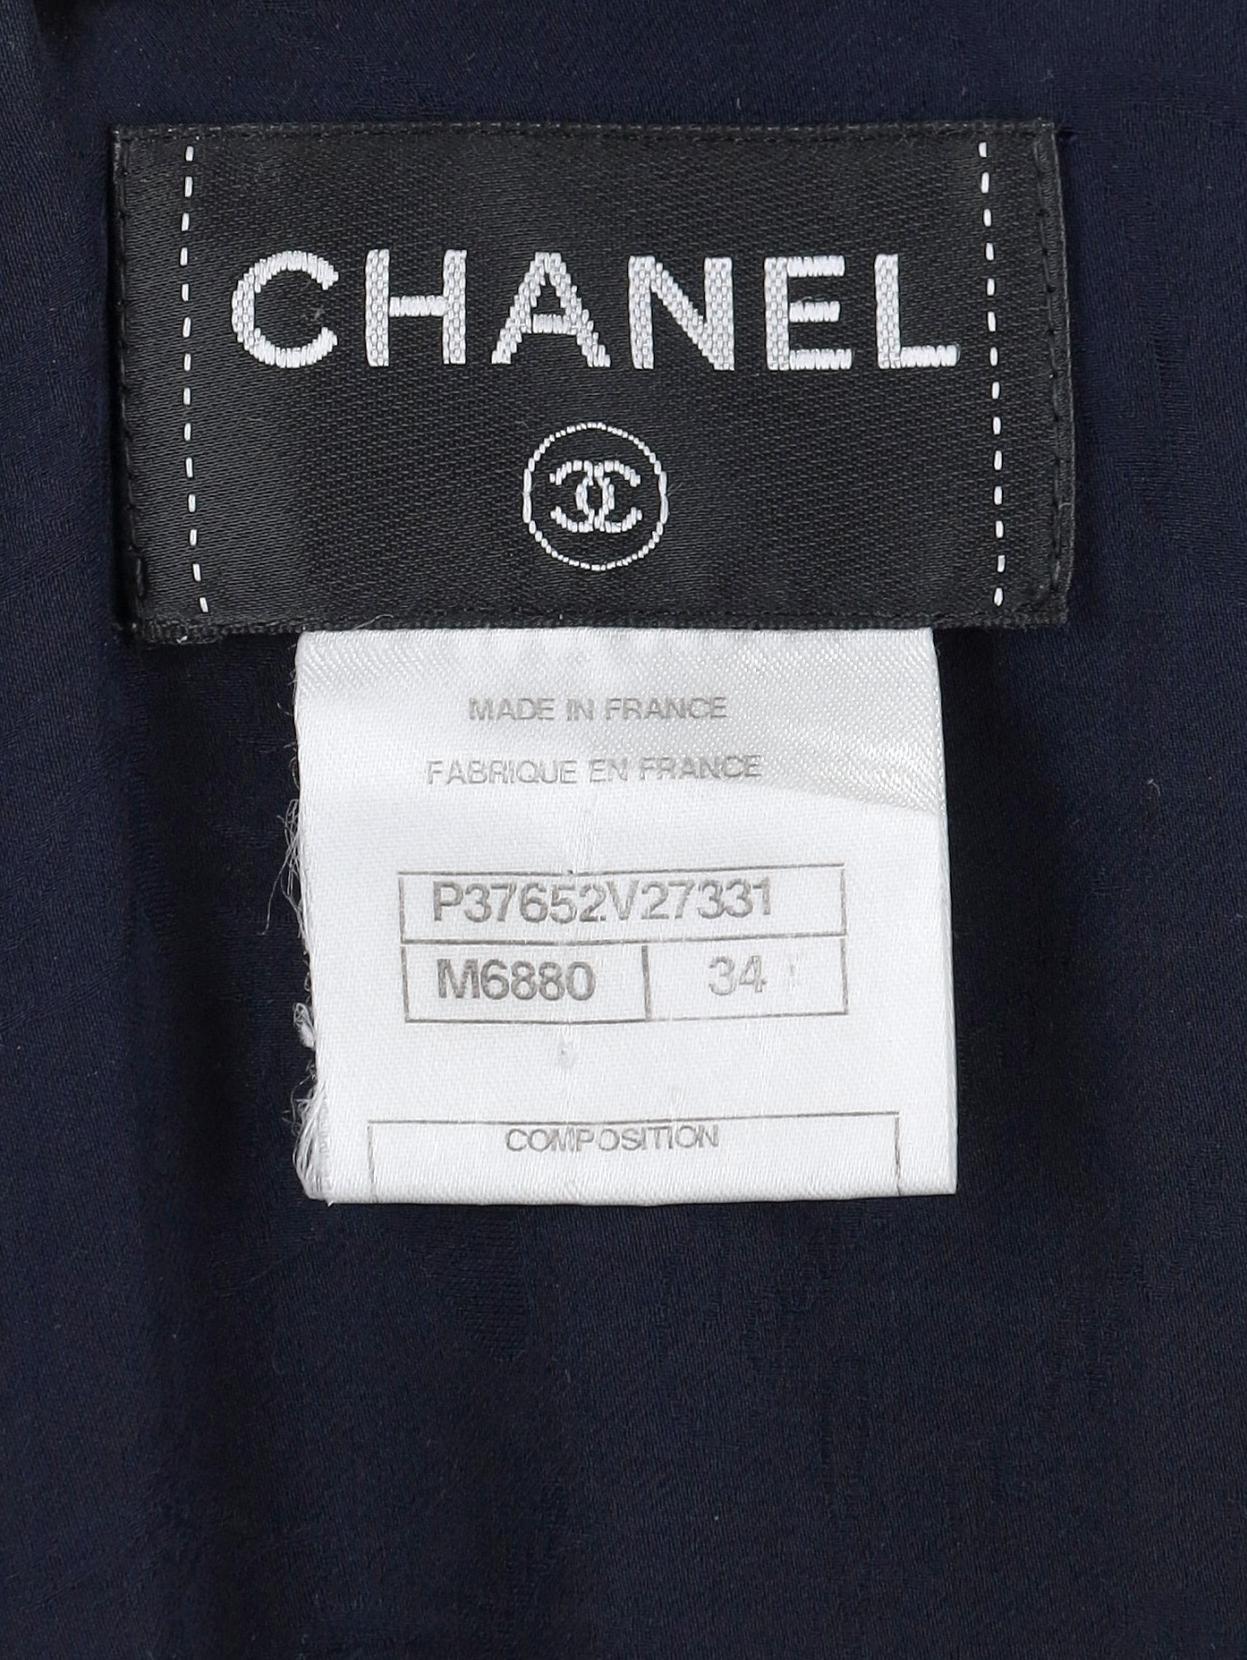 CHANEL
MADE IN FRANCE
FABRIQUE EN FRANCE
P37652V27331
M6880 34
COMPOSITION